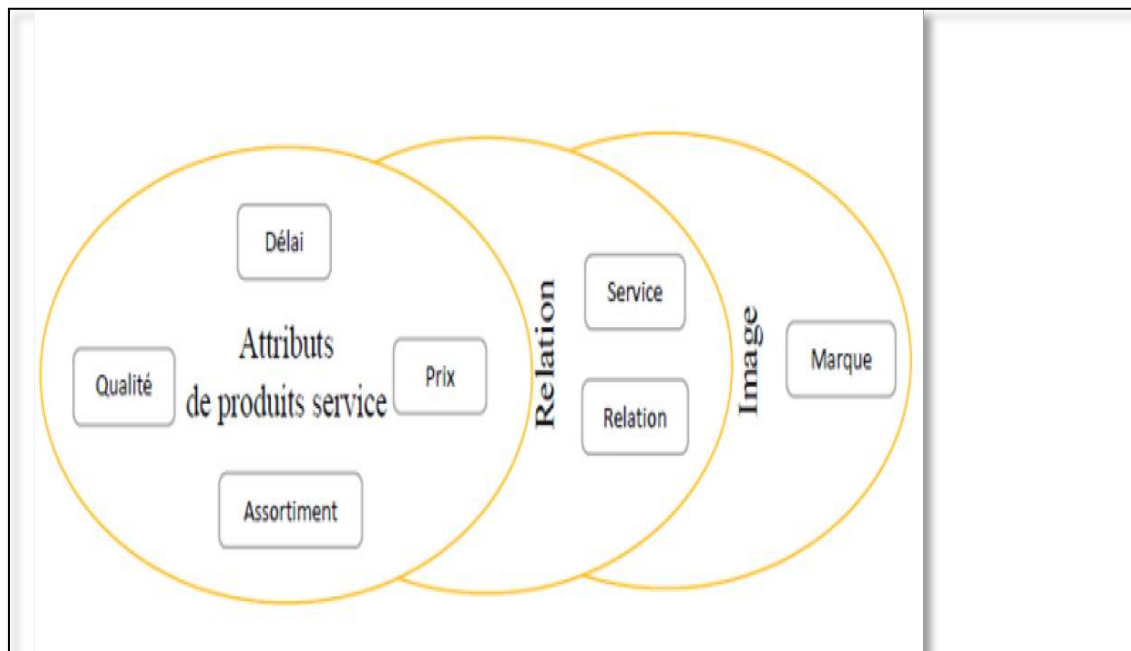 Délai
Attributs
de produits service
Qualité
Prix
Assortiment
Relation
Service
Relation
Image
Marque